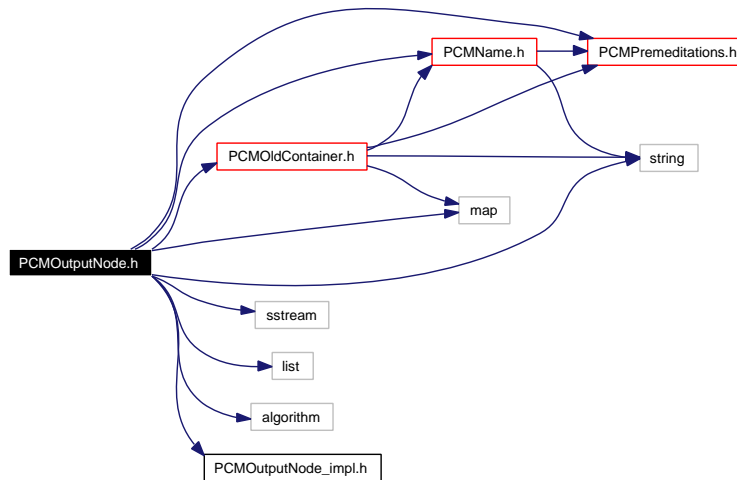 PCMName.h
PCMPremeditations.h
PCMOldContainer.h
string
map
PCMOutputNode.h
sstream
list
algorithm
PCMOutputNode_impl.h